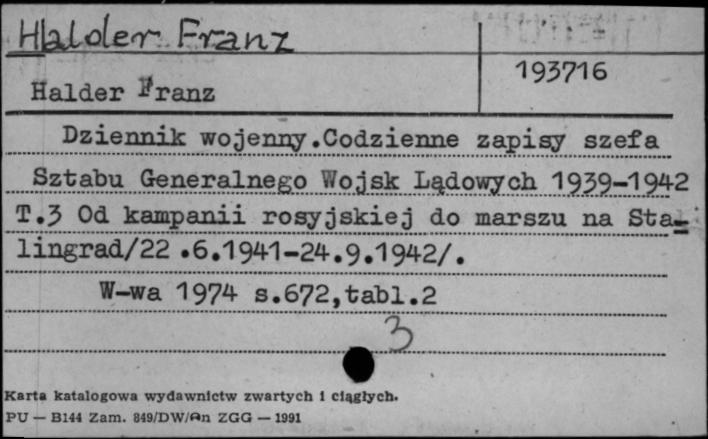 Halder Franz
193716
Halder Franz
Dziennik wojenny.Codzienne zapisy szefa
Sztabu Generalnego Wojsk Lądowych 1939-1942
T.3 Od kampanii rosyjskiej do marszu na Sta-
lingrad/22 .6.1941-24.9.1942/.
W-wa 1974 s.672,tabl.2
3
Karta katalogowa wydawnictw zwartych i ciągłych.
PU — B144 Zam. 849/DW/An ZGG — 1991